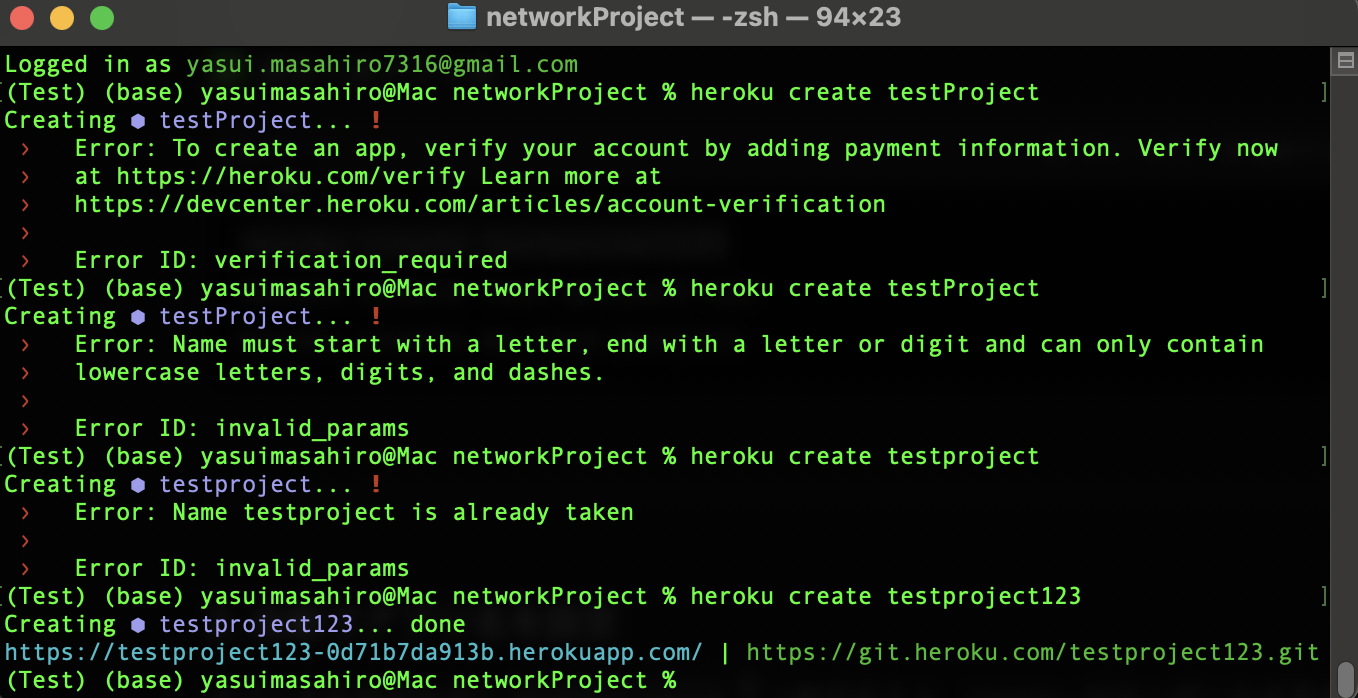 networkProject — -zsh — 94×23
Logged in as yasui.masahiro7316@gmail.com
(Test) (base) yasuimasahiro@Mac networkProject % heroku create testProject
Creating ⬢ testProject... !
›   Error: To create an app, verify your account by adding payment information. Verify now
›   at https://heroku.com/verify Learn more at
›   https://devcenter.heroku.com/articles/account-verification
›
›   Error ID: verification_required
(Test) (base) yasuimasahiro@Mac networkProject % heroku create testProject
Creating ⬢ testProject... !
›   Error: Name must start with a letter, end with a letter or digit and can only contain
›   lowercase letters, digits, and dashes.
›
›   Error ID: invalid_params
(Test) (base) yasuimasahiro@Mac networkProject % heroku create testproject
Creating ⬢ testproject... !
›   Error: Name testproject is already taken
›
›   Error ID: invalid_params
(Test) (base) yasuimasahiro@Mac networkProject % heroku create testproject123
Creating ⬢ testproject123... done
https://testproject123-0d71b7da913b.herokuapp.com/ | https://git.heroku.com/testproject123.git
(Test) (base) yasuimasahiro@Mac networkProject %